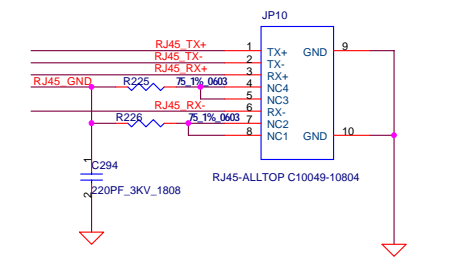 JP10
RJ45_TX+ 1 TX+ GND 9
RJ45_TX- 2 TX-
RJ45_RX+ 3 RX+
RJ45_GND R225 75_1%_0603 4 NC4
5 NC3
RJ45_RX- 6 RX-
R226 75_1%_0603 7 NC2
8 NC1 GND 10
1
C294
RJ45-ALLTOP C10049-10804
220PF_3KV_1808
2